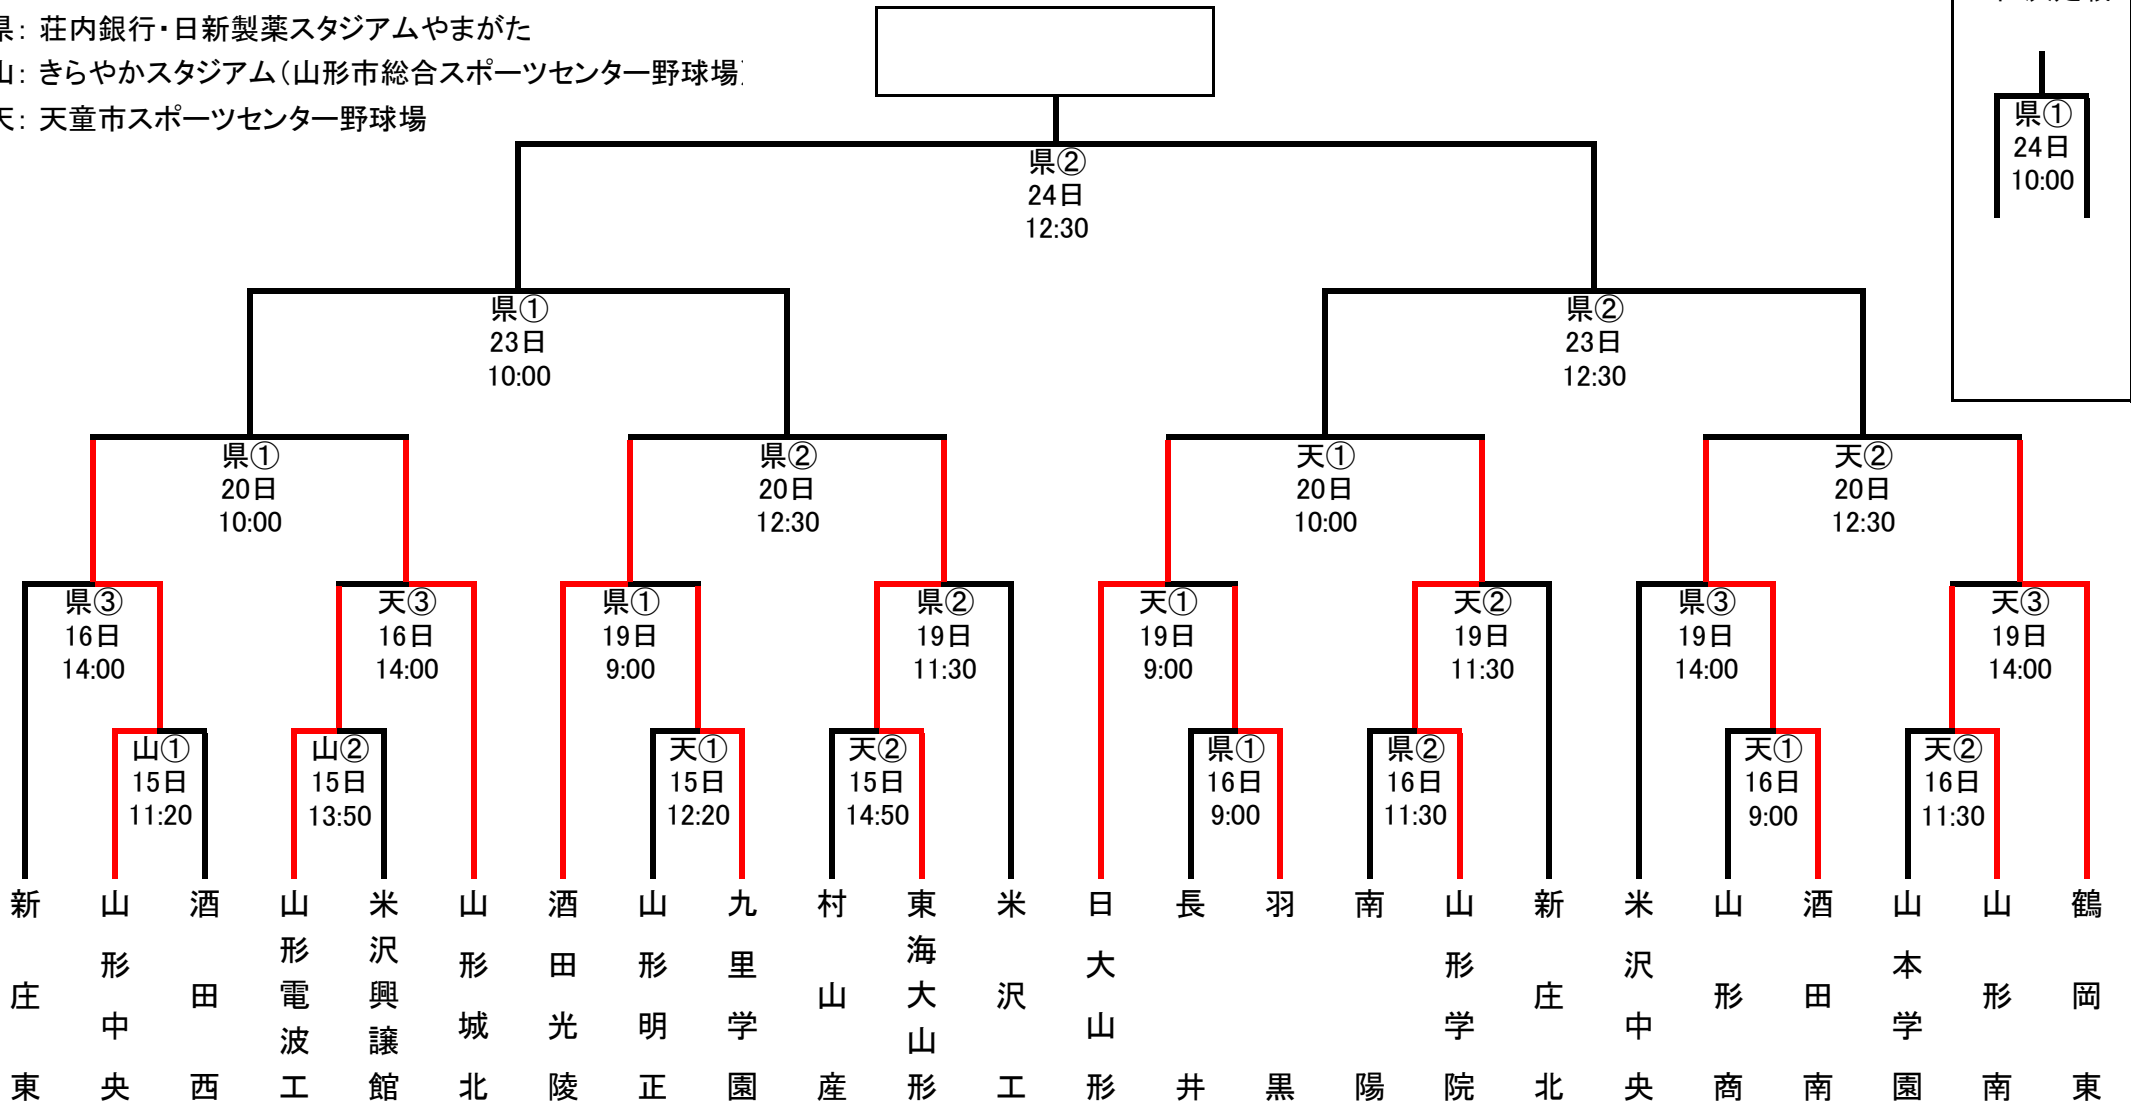 県：荘内銀行・日新製薬スタジアムやまがた
山：きらやかスタジアム（山形市総合スポーツセンター野球場）
天：天童市スポーツセンター野球場
県①
24日
10:00
県②
24日
12:30
県①
23日
10:00
県②
23日
12:30
県①
20日
10:00
県②
20日
12:30
天①
20日
10:00
天②
20日
12:30
県③
16日
14:00
天③
16日
14:00
県①
19日
9:00
県②
19日
11:30
天①
19日
9:00
天②
19日
11:30
県③
19日
14:00
天③
19日
14:00
山①
15日
11:20
山②
15日
13:50
天①
15日
12:20
天②
15日
14:50
県①
16日
9:00
県②
16日
11:30
天①
16日
9:00
天②
16日
11:30
新庄東
山形中央
酒田西
山形電波工
米沢興譲館
山形城北
酒田光陵
山形明正
九里学園
村山産
東海大山形
米沢工
日大山形
長井
羽黒
南陽
山形学院
新庄北
米沢中央
山形商
酒田南
山本学園
山形南
鶴岡東